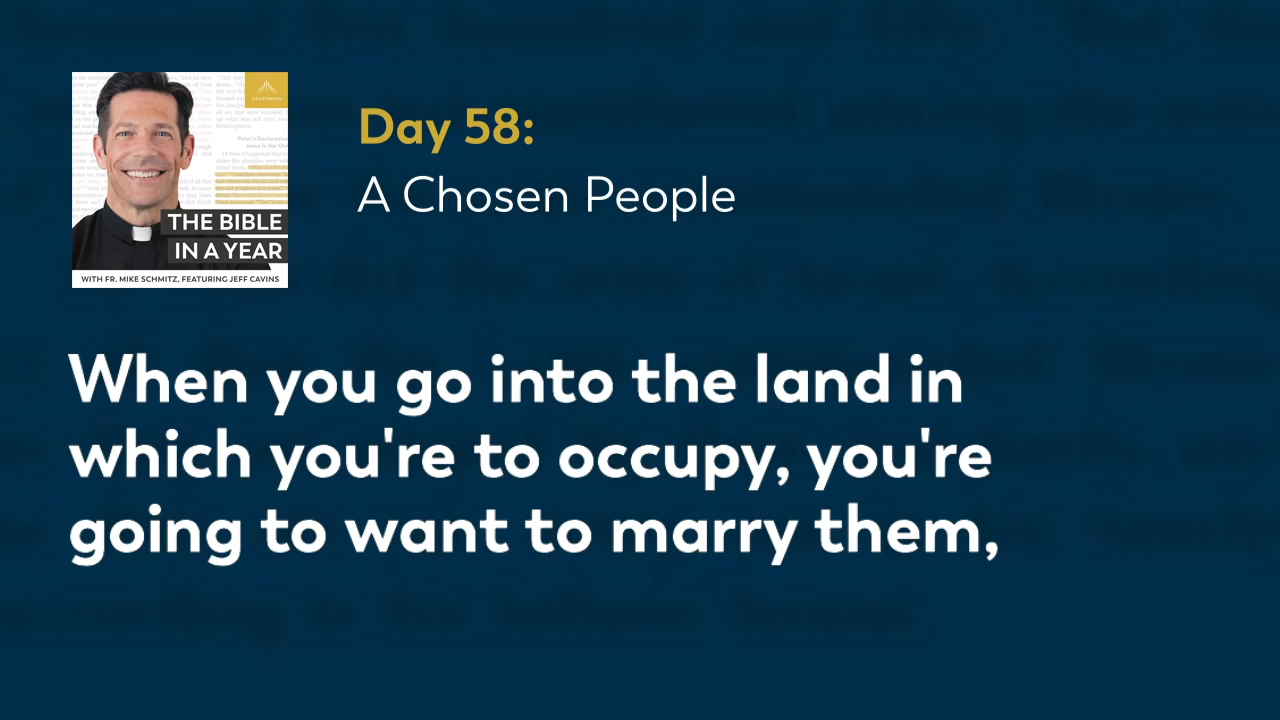 Day 58:
A Chosen People
THE BIBLE
IN A YEAR
WITH FR. MIKE SCHMITZ, FEATURING JEFF CAVINS
When you go into the land in
which you're to occupy, you're
going to want to marry them,